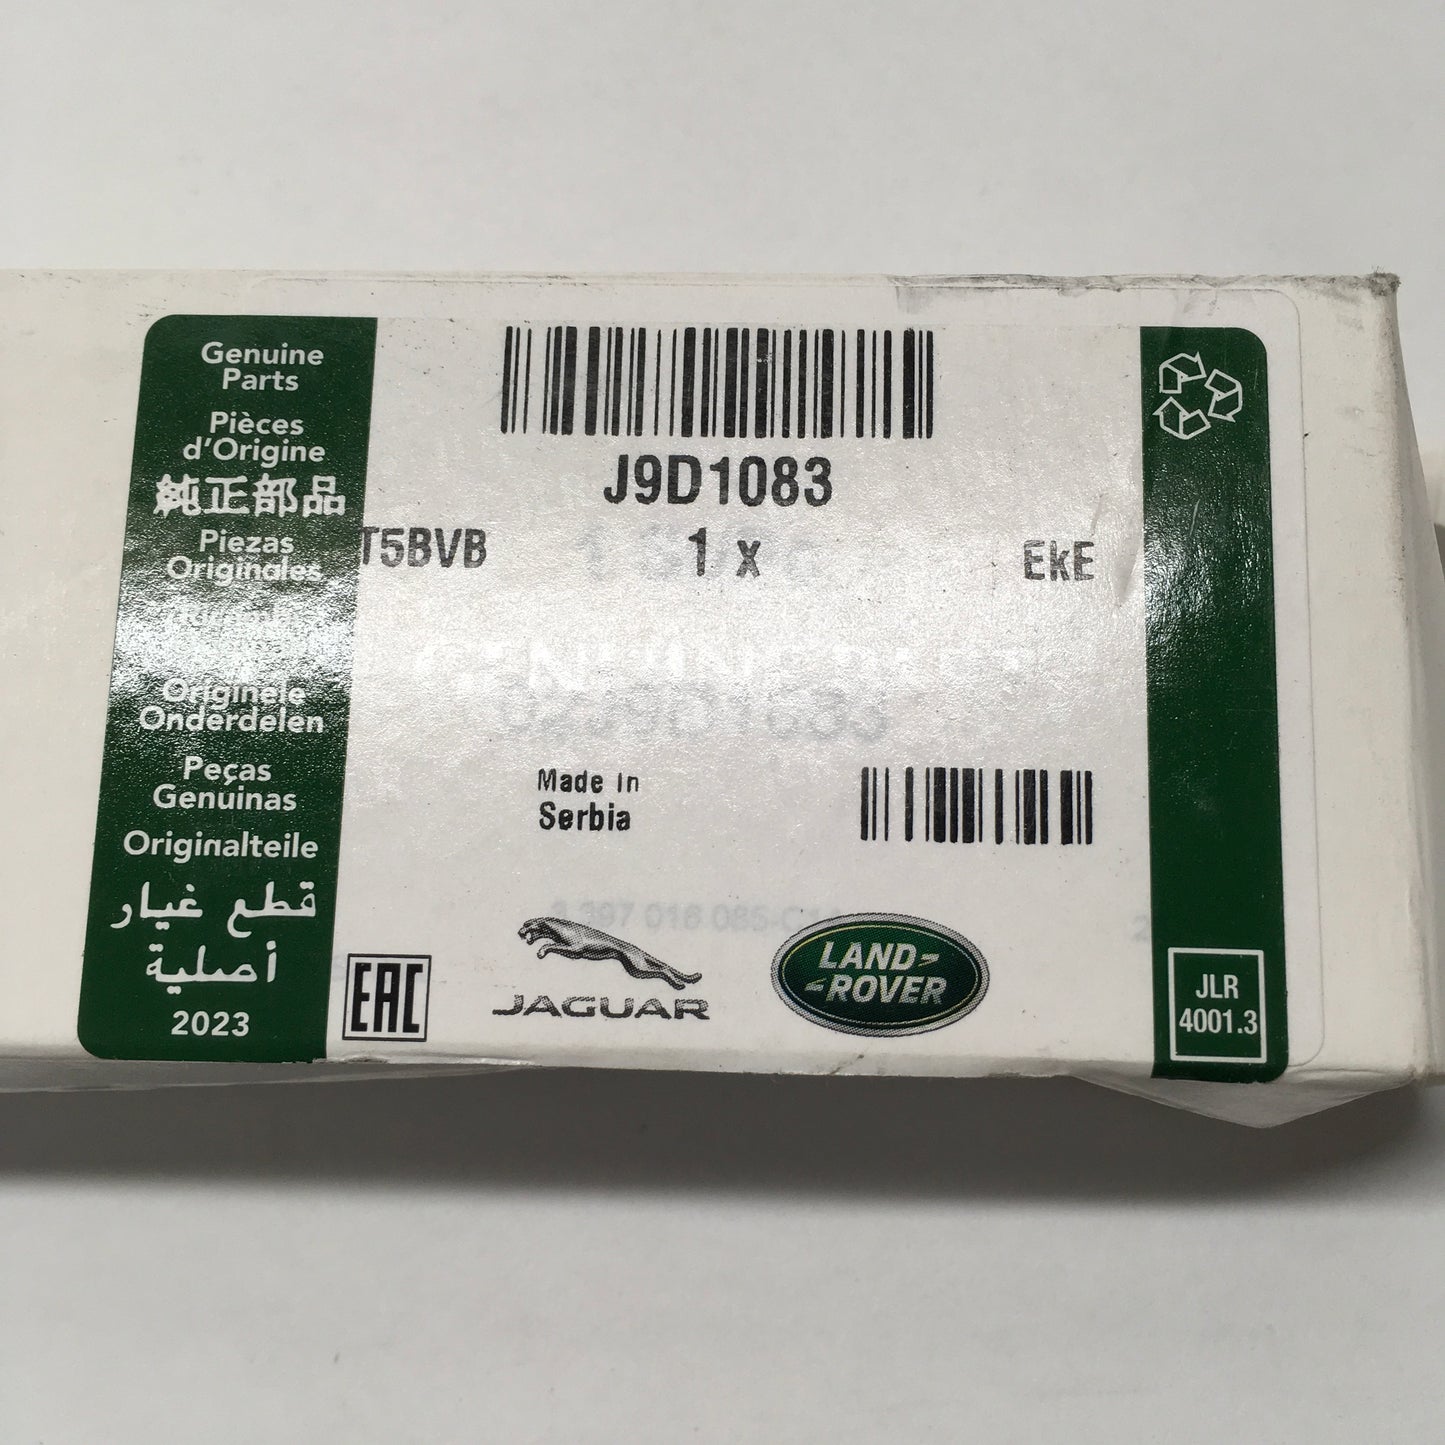 Genuine
Parts
Pièces
d'Origine
純正部品
Piezas
Originales
Originele
Onderdelen
Peças
Genuinas
Originalteile
قطع غيار
أصلية
2023
J9D1083
T5BVB
1 x
EkE
Made In
Serbia
EAC
JAGUAR
LAND
ROVER
JLR
4001.3